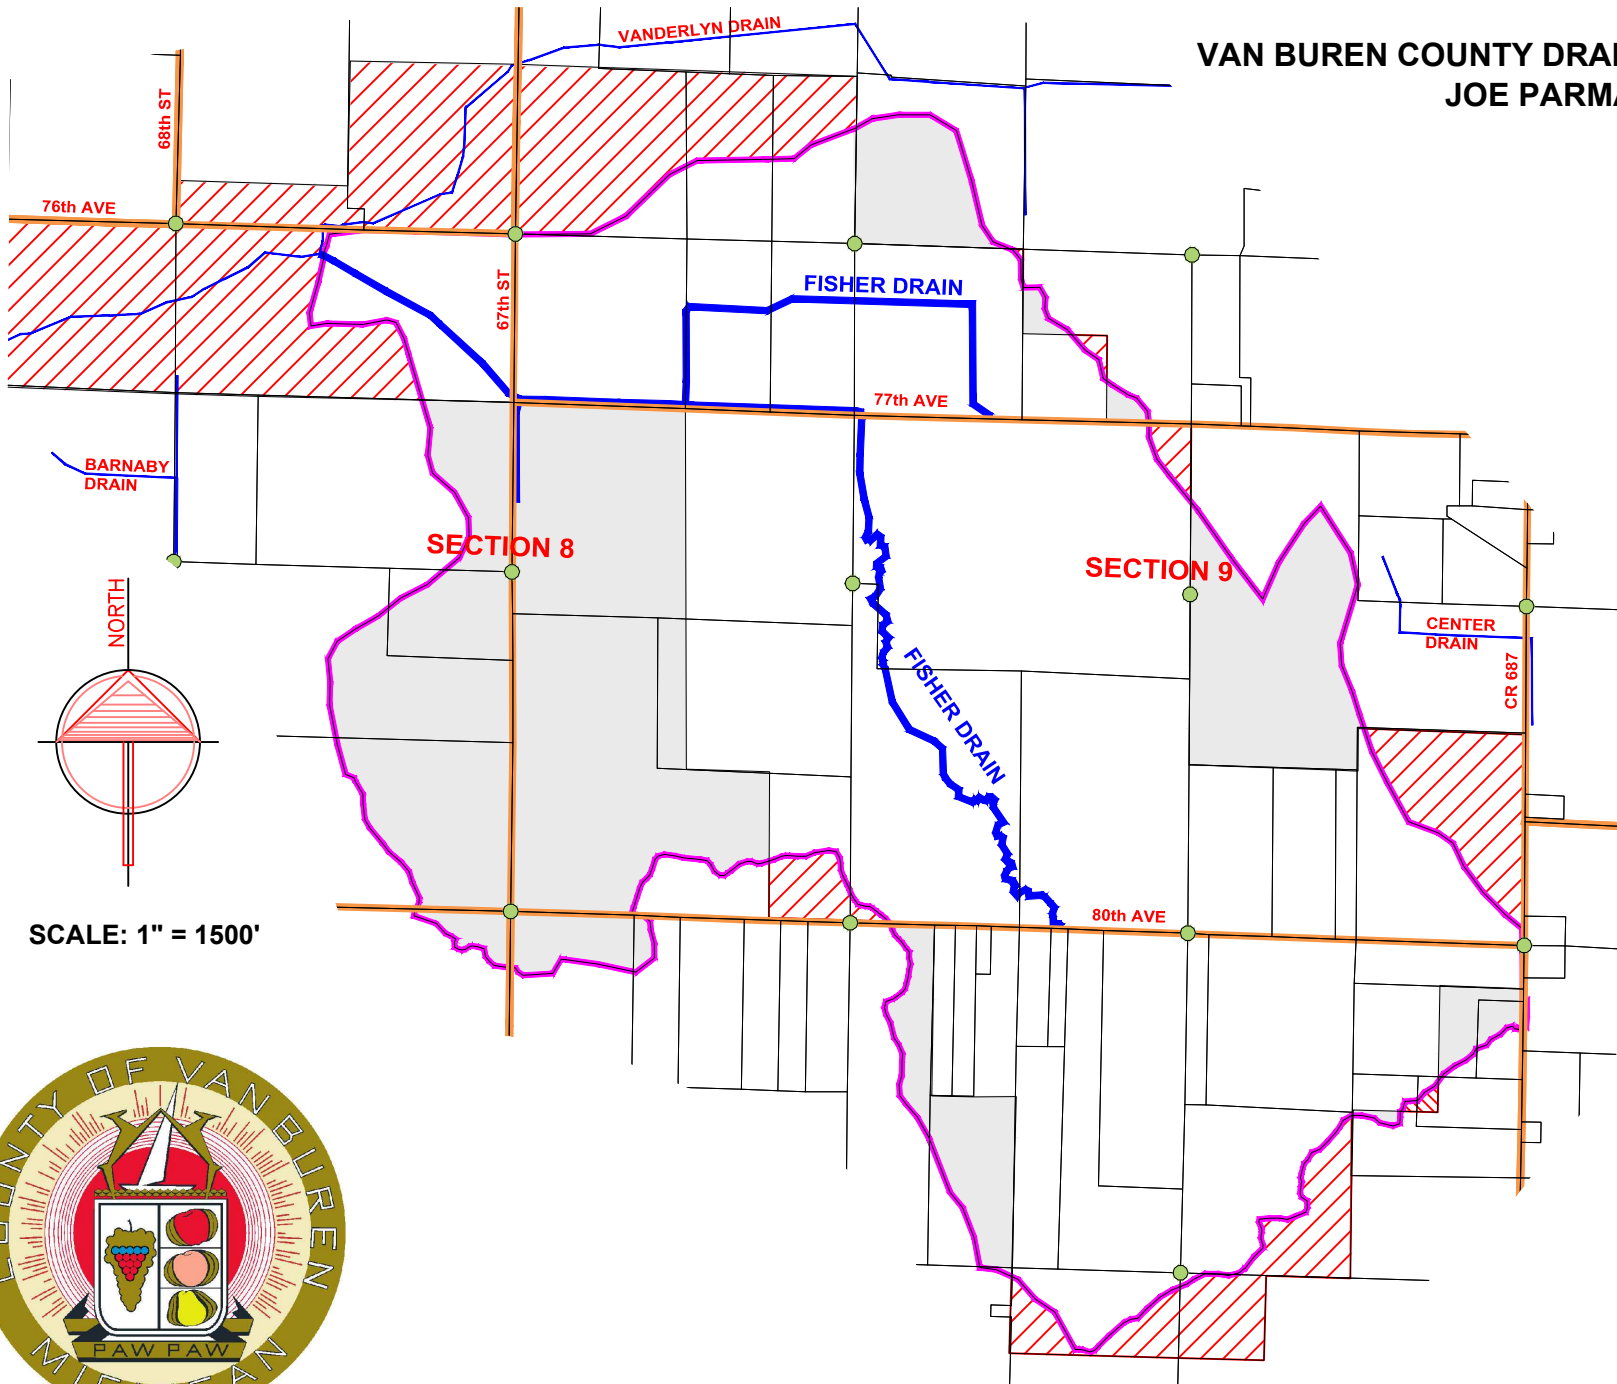 VANDERLYN DRAIN
VAN BUREN COUNTY DRAI
JOE PARMA
68th ST
76th AVE
67th ST
FISHER DRAIN
77th AVE
BARNABY
DRAIN
SECTION 8
SECTION 9
NORTH
CENTER
DRAIN
FISHER DRAIN
CR 687
80th AVE
SCALE: 1" = 1500'
COUNTY OF VAN BUREN
PAW PAW